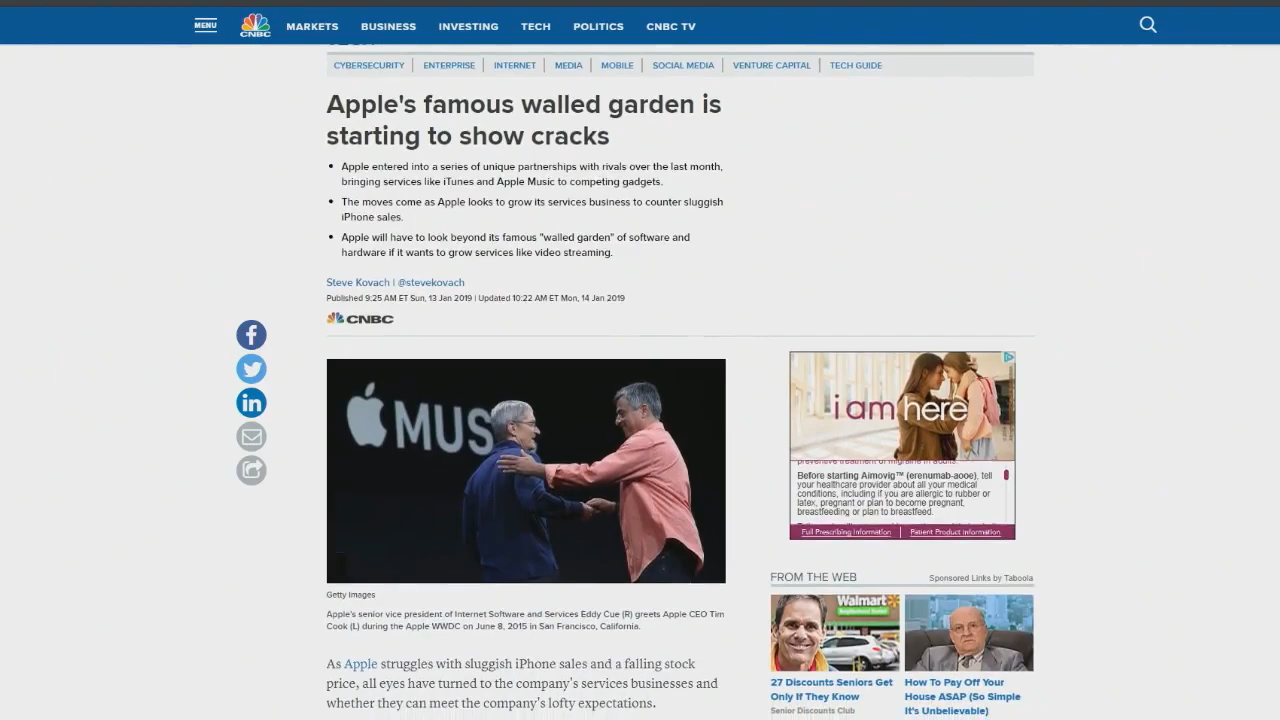 MENU
CNBC
MARKETS BUSINESS INVESTING TECH POLITICS CNBC TV
CYBERSECURITY ENTERPRISE INTERNET MEDIA MOBILE SOCIAL MEDIA VENTURE CAPITAL TECH GUIDE
Apple's famous walled garden is
starting to show cracks
• Apple entered into a series of unique partnerships with rivals over the last month,
bringing services like iTunes and Apple Music to competing gadgets.
• The moves come as Apple looks to grow its services business to counter sluggish
iPhone sales.
• Apple will have to look beyond its famous "walled garden" of software and
hardware if it wants to grow services like video streaming.
Steve Kovach | @stevekovach
Published 9:25 AM ET Sun, 13 Jan 2019 | Updated 10:22 AM ET Mon, 14 Jan 2019
CNBC
MUS
Getty Images
Apple's senior vice president of Internet Software and Services Eddy Cue (R) greets Apple CEO Tim
Cook (L) during the Apple WWDC on June 8, 2015 in San Francisco, California.
As Apple struggles with sluggish iPhone sales and a falling stock
price, all eyes have turned to the company's services businesses and
whether they can meet the company's lofty expectations.
i am here
preventive treatment of migraine in adults.
Before starting Aimovig™ (erenumab-aooe), tell
your healthcare provider about all your medical
conditions, including if you are allergic to rubber or
latex, pregnant or plan to become pregnant,
breastfeeding or plan to breastfeed.
Full Prescribing Information | Patient Product Information
FROM THE WEB
Sponsored Links by Taboola
Walmart
27 Discounts Seniors Get
Only If They Know
Senior Discounts Club
How To Pay Off Your
House ASAP (So Simple
It's Unbelievable)